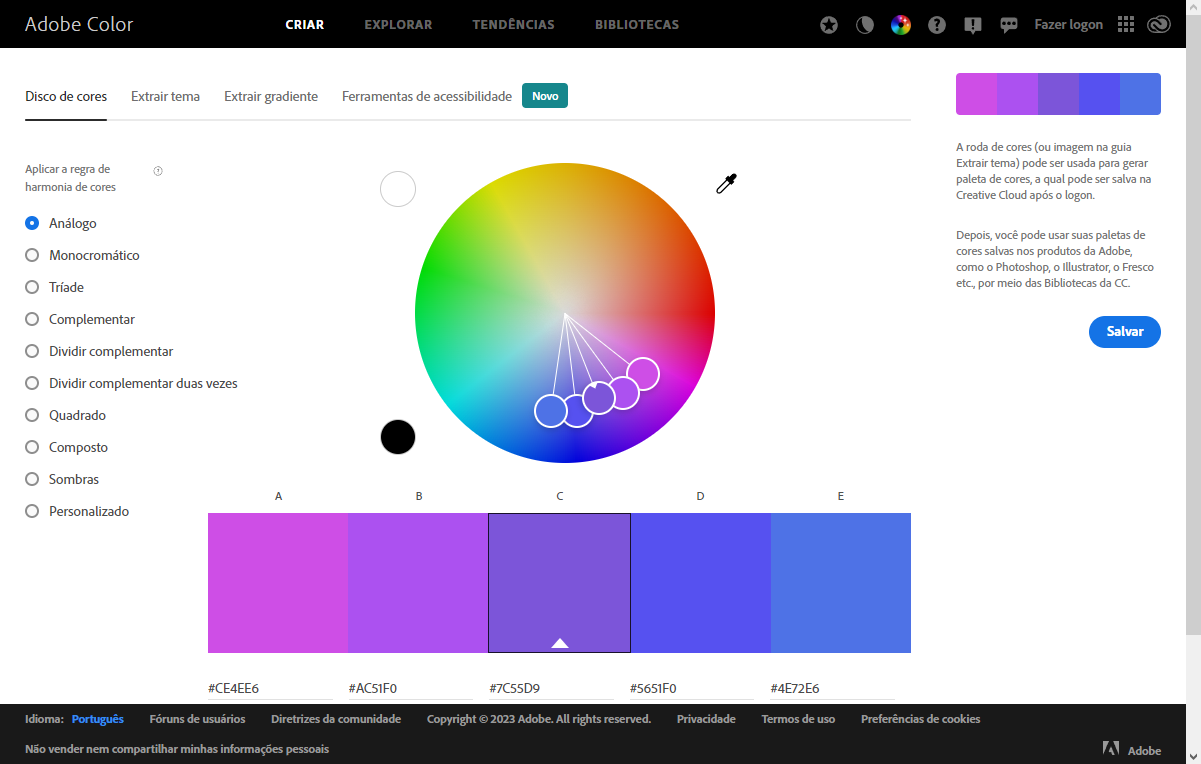 Adobe Color
CRIAR
EXPLORAR
TENDÊNCIAS
BIBLIOTECAS
Fazer logon
Disco de cores
Extrair tema
Extrair gradiente
Ferramentas de acessibilidade
Novo
Aplicar a regra de
harmonia de cores
Análogo
Monocromático
Tríade
Complementar
Dividir complementar
Dividir complementar duas vezes
Quadrado
Composto
Sombras
Personalizado
A roda de cores (ou imagem na guia
Extrair tema) pode ser usada para gerar
paleta de cores, a qual pode ser salva na
Creative Cloud após o logon.
Depois, você pode usar suas paletas de
cores salvas nos produtos da Adobe,
como o Photoshop, o Illustrator, o Fresco
etc., por meio das Bibliotecas da CC.
Salvar
A
B
C
D
E
#CE4EE6
#AC51F0
#7C55D9
#5651F0
#4E72E6
Idioma: Português
Fóruns de usuários
Diretrizes da comunidade
Copyright © 2023 Adobe. All rights reserved.
Privacidade
Termos de uso
Preferências de cookies
Não vender nem compartilhar minhas informações pessoais
Adobe